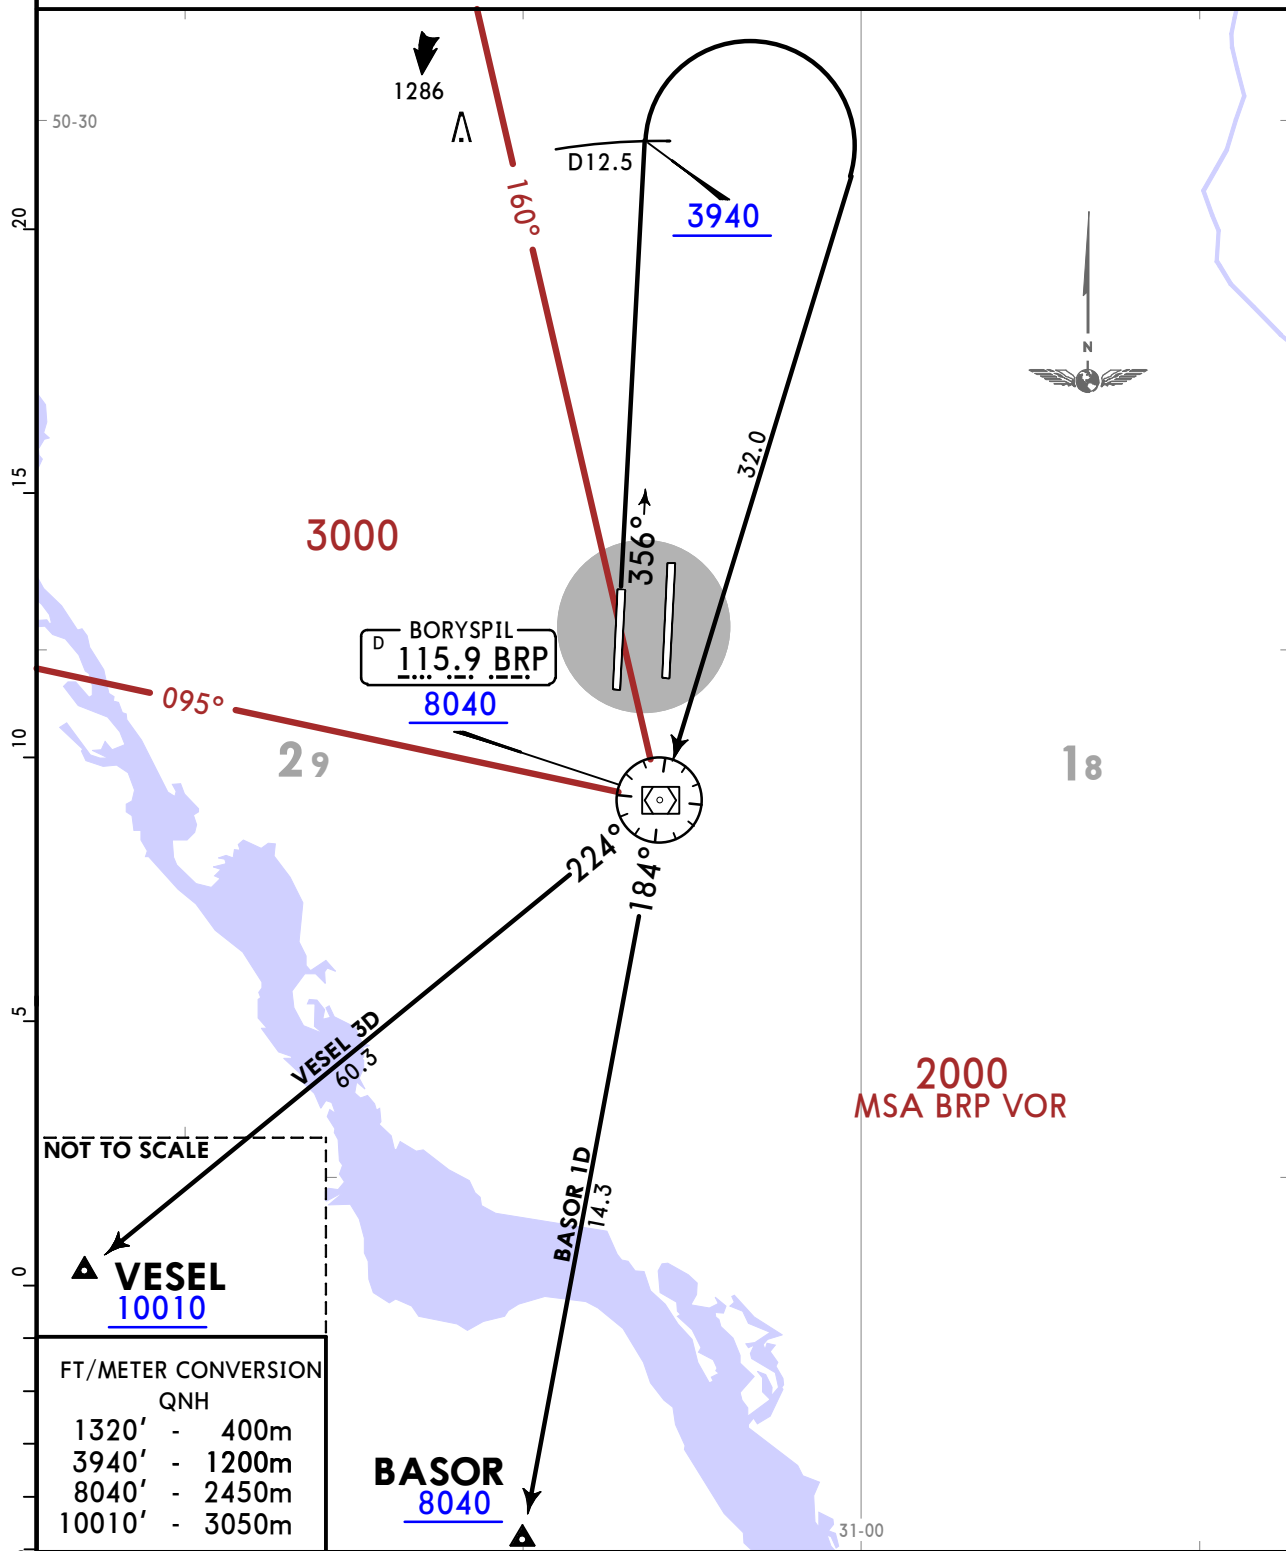 1286
50-30
D12.5
160°
3940
20
N
32.0
15
356°
3000
BORYSPIL
D 115.9 BRP
8040
095°
10
29
18
224°
184°
5
VESEL 3D
60.3
2000
MSA BRP VOR
NOT TO SCALE
BASOR 1D
14.3
0
VESEL
10010
FT/METER CONVERSION
QNH
1320' - 400m
3940' - 1200m
8040' - 2450m
10010' - 3050m
BASOR
8040
31-00